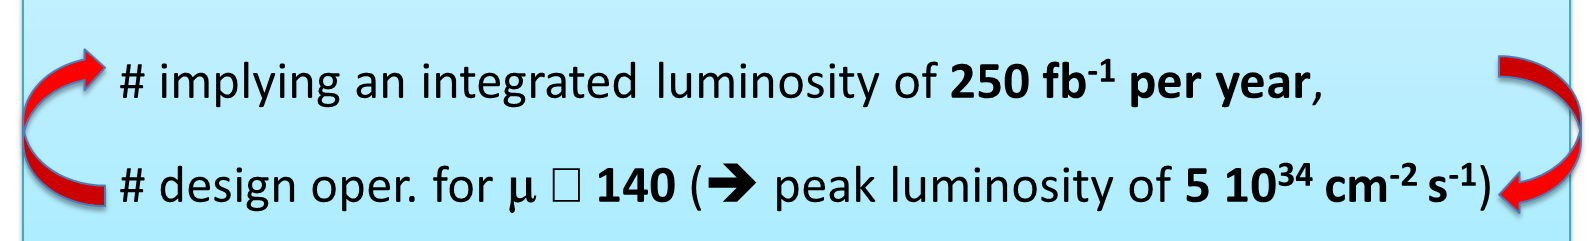 # implying an integrated luminosity of 250 fb⁻¹ per year,
# design oper. for μ □ 140 (➔ peak luminosity of 5 10³⁴ cm⁻² s⁻¹)